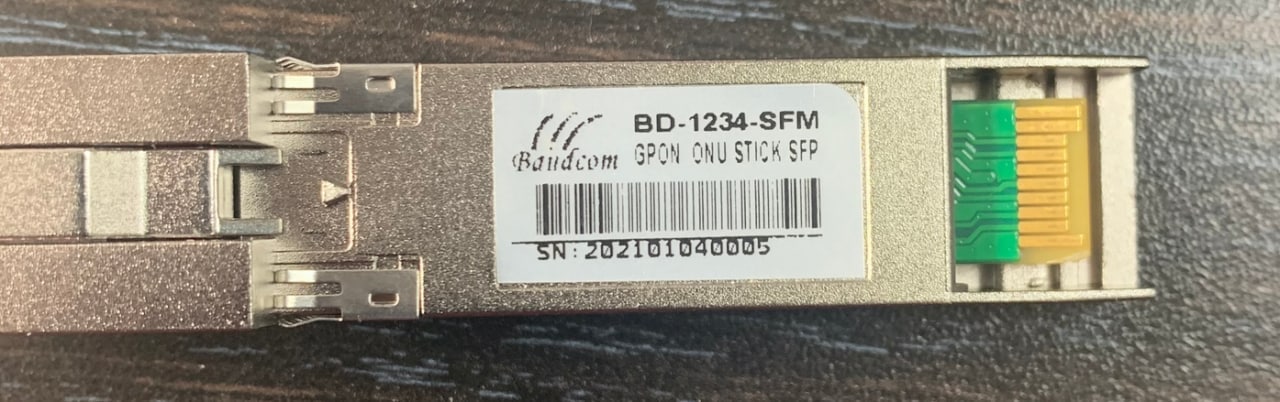 BD-1234-SFM
Baudcom
GPON ONU STICK SFP
SN:202101040005